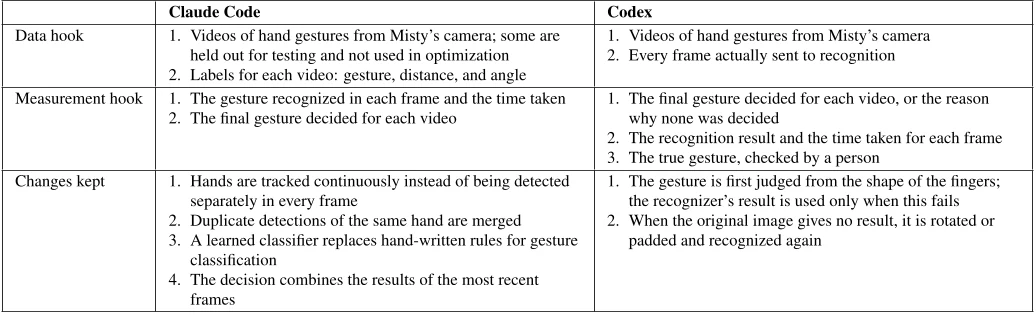 Claude Code Codex
Data hook
1. Videos of hand gestures from Misty's camera; some are
held out for testing and not used in optimization
2. Labels for each video: gesture, distance, and angle
1. Videos of hand gestures from Misty's camera
2. Every frame actually sent to recognition
Measurement hook
1. The gesture recognized in each frame and the time taken
2. The final gesture decided for each video
1. The final gesture decided for each video, or the reason
why none was decided
2. The recognition result and the time taken for each frame
3. The true gesture, checked by a person
Changes kept
1. Hands are tracked continuously instead of being detected
separately in every frame
2. Duplicate detections of the same hand are merged
3. A learned classifier replaces hand-written rules for gesture
classification
4. The decision combines the results of the most recent
frames
1. The gesture is first judged from the shape of the fingers;
the recognizer's result is used only when this fails
2. When the original image gives no result, it is rotated or
padded and recognized again